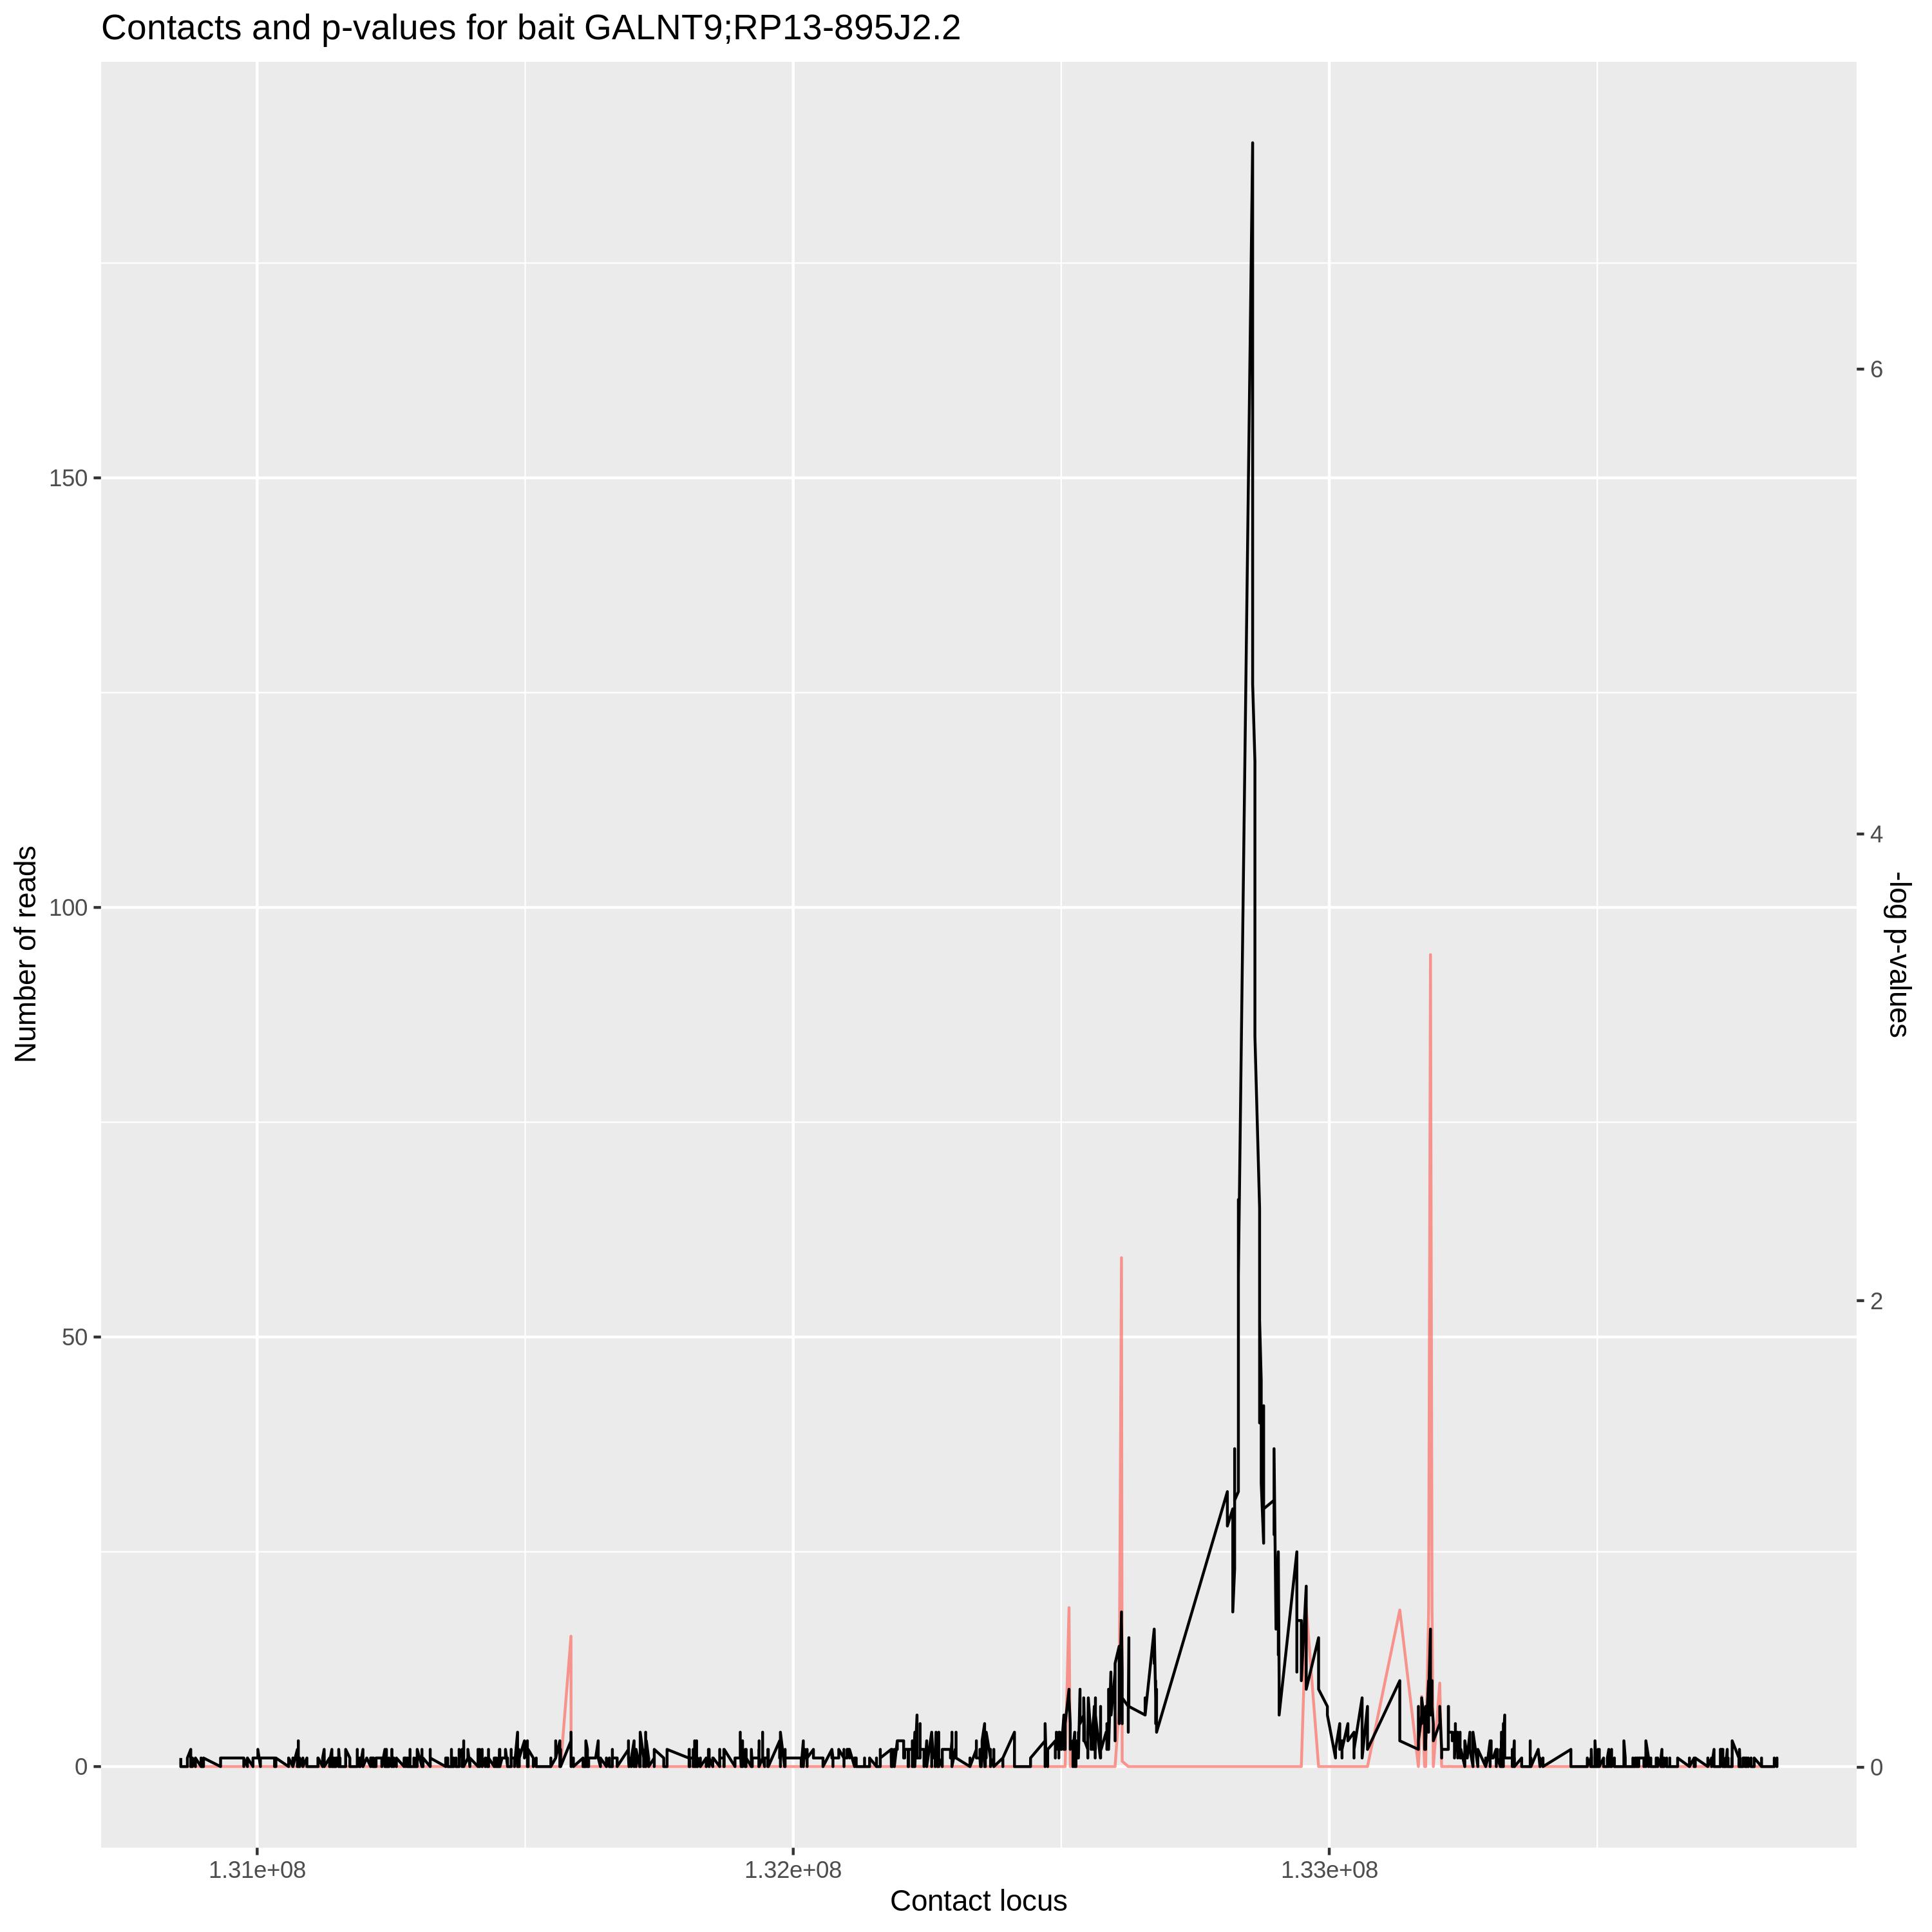 Contacts and p-values for bait GALNT9;RP13-895J2.2
150
100
50
0
Number of reads
6
4
2
0
-log p-values
1.31e+08
1.32e+08
1.33e+08
Contact locus